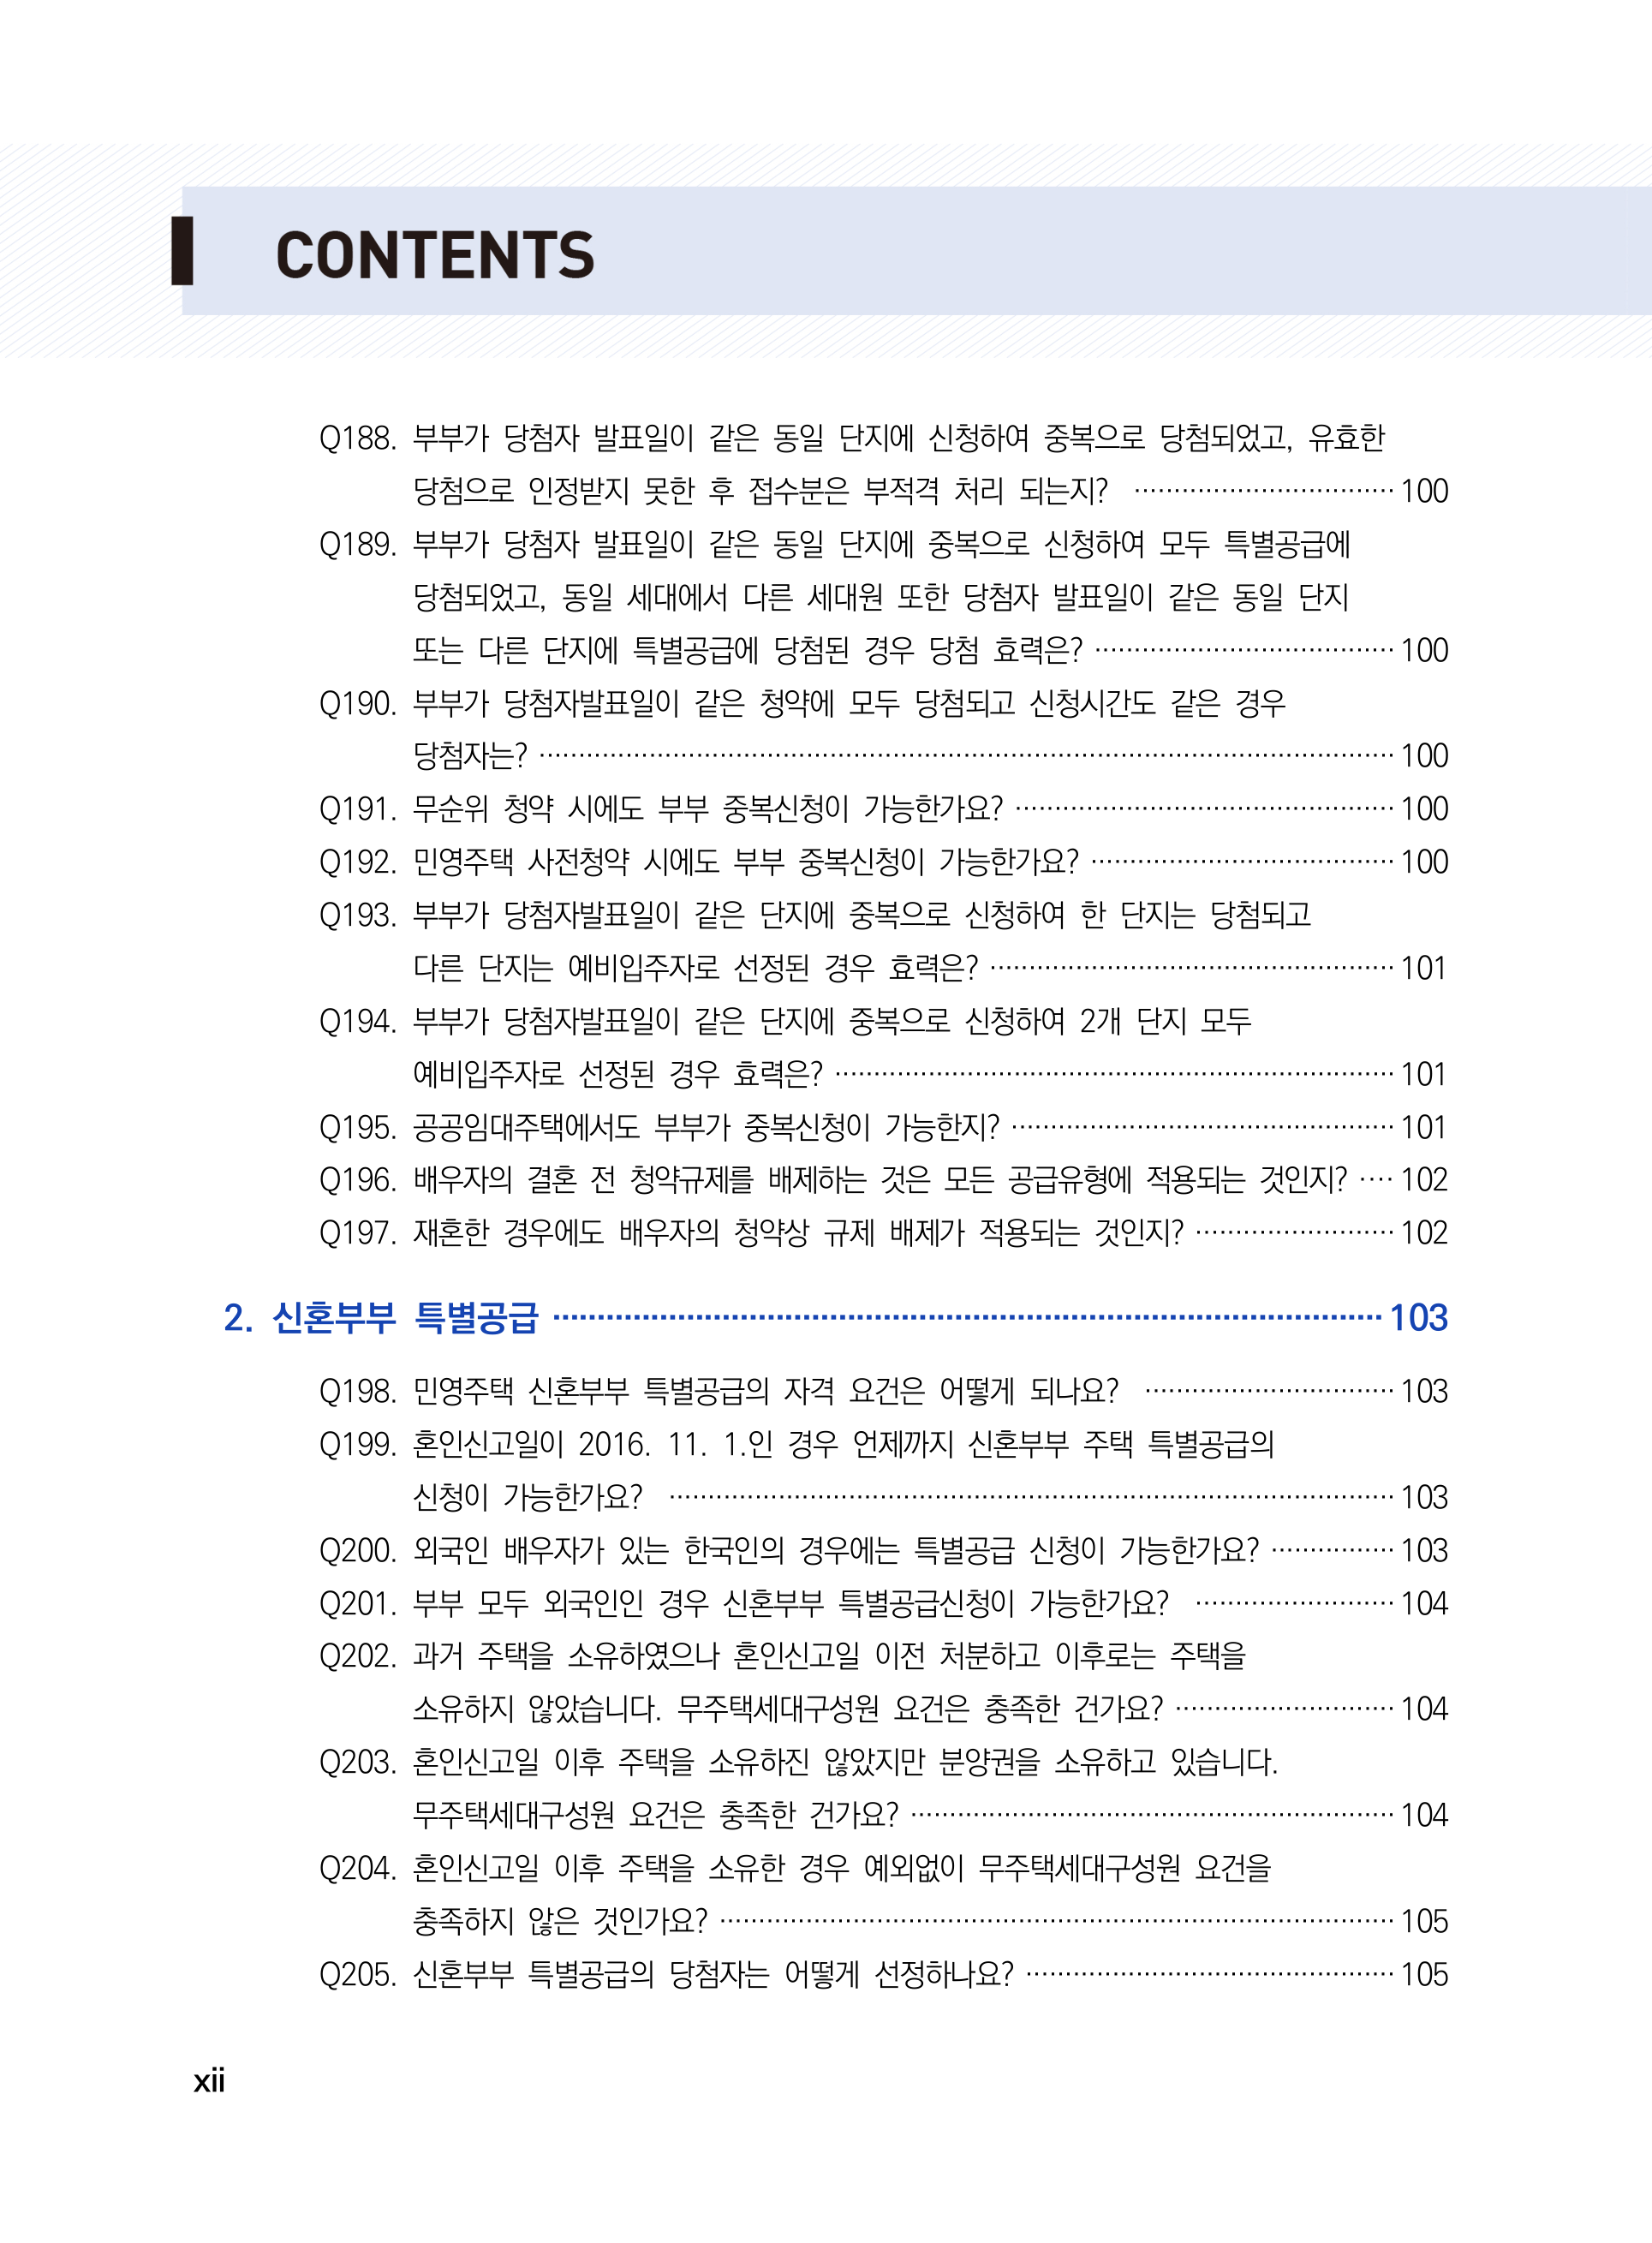 CONTENTS
Q188. 부부가 당첨자 발표일이 같은 동일 단지에 신청하여 중복으로 당첨되었고, 유효한
당첨으로 인정받지 못한 후 접수분은 부적격 처리 되는지? ································ 100
Q189. 부부가 당첨자 발표일이 같은 동일 단지에 중복으로 신청하여 모두 특별공급에
당첨되었고, 동일 세대에서 다른 세대원 또한 당첨자 발표일이 같은 동일 단지
또는 다른 단지에 특별공급에 당첨된 경우 당첨 효력은? ····································· 100
Q190. 부부가 당첨자발표일이 같은 청약에 모두 당첨되고 신청시간도 같은 경우
당첨자는? ························································································ 100
Q191. 무순위 청약 시에도 부부 중복신청이 가능한가요? ·············································· 100
Q192. 민영주택 사전청약 시에도 부부 중복신청이 가능한가요? ····································· 100
Q193. 부부가 당첨자발표일이 같은 단지에 중복으로 신청하여 한 단지는 당첨되고
다른 단지는 예비입주자로 선정된 경우 효력은? ················································· 101
Q194. 부부가 당첨자발표일이 같은 단지에 중복으로 신청하여 2개 단지 모두
예비입주자로 선정된 경우 효력은? ···································································· 101
Q195. 공공임대주택에서도 부부가 중복신청이 가능한지? ··············································· 101
Q196. 배우자의 결혼 전 청약규제를 배제하는 것은 모든 공급유형에 적용되는 것인지? ···· 102
Q197. 재혼한 경우에도 배우자의 청약상 규제 배제가 적용되는 것인지? ························ 102
2. 신혼부부 특별공급 ························································································ 103
Q198. 민영주택 신혼부부 특별공급의 자격 요건은 어떻게 되나요? ······························ 103
Q199. 혼인신고일이 2016. 11. 1.인 경우 언제까지 신혼부부 주택 특별공급의
신청이 가능한가요? ························································································ 103
Q200. 외국인 배우자가 있는 한국인의 경우에는 특별공급 신청이 가능한가요? ··············· 103
Q201. 부부 모두 외국인인 경우 신혼부부 특별공급신청이 가능한가요? ························ 104
Q202. 과거 주택을 소유하였으나 혼인신고일 이전 처분하고 이후로는 주택을
소유하지 않았습니다. 무주택세대구성원 요건은 충족한 건가요? ··························· 104
Q203. 혼인신고일 이후 주택을 소유하진 않았지만 분양권을 소유하고 있습니다.
무주택세대구성원 요건은 충족한 건가요? ··························································· 104
Q204. 혼인신고일 이후 주택을 소유한 경우 예외없이 무주택세대구성원 요건을
충족하지 않은 것인가요? ··················································································· 105
Q205. 신혼부부 특별공급의 당첨자는 어떻게 선정하나요? ············································· 105
xii